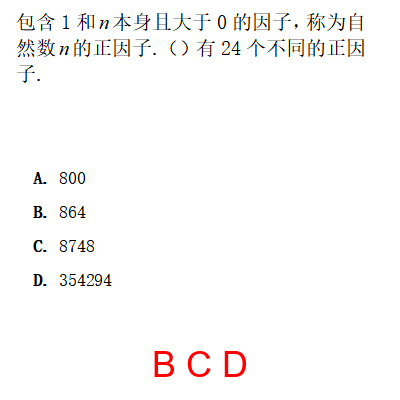 包含 1 和 n 本身且大于 0 的因子，称为自
然数 n 的正因子.（）有 24 个不同的正因
子.
A. 800
B. 864
C. 8748
D. 354294
B C D